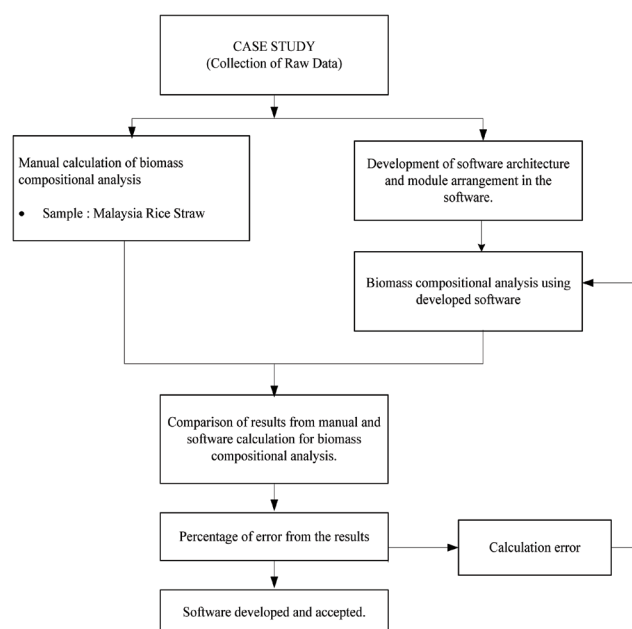 CASE STUDY
(Collection of Raw Data)
Manual calculation of biomass
compositional analysis
• Sample : Malaysia Rice Straw
Development of software architecture
and module arrangement in the
software.
Biomass compositional analysis using
developed software
Comparison of results from manual and
software calculation for biomass
compositional analysis.
Percentage of error from the results
Calculation error
Software developed and accepted.